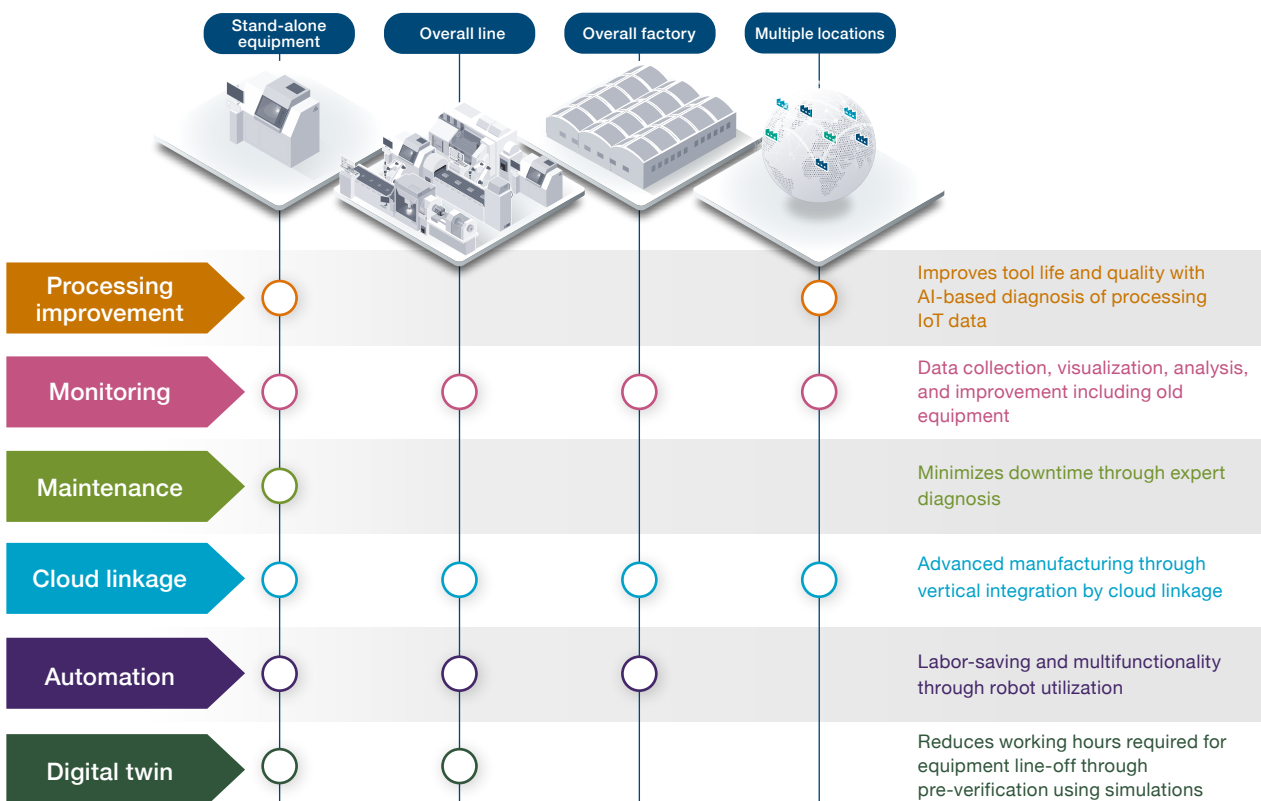 Stand-alone
equipment
Overall line
Overall factory
Multiple locations
Processing
improvement
Improves tool life and quality with
AI-based diagnosis of processing
IoT data
Monitoring
Data collection, visualization, analysis,
and improvement including old
equipment
Maintenance
Minimizes downtime through expert
diagnosis
Cloud linkage
Advanced manufacturing through
vertical integration by cloud linkage
Automation
Labor-saving and multifunctionality
through robot utilization
Digital twin
Reduces working hours required for
equipment line-off through
pre-verification using simulations